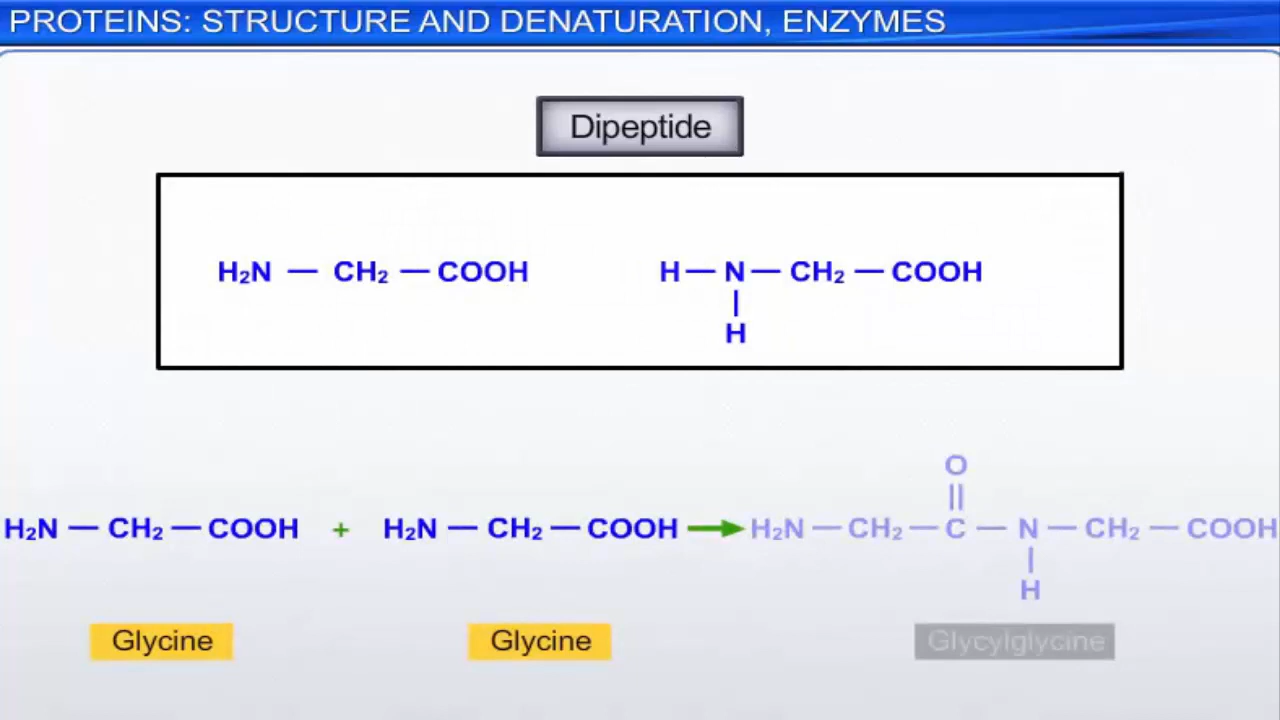 PROTEINS: STRUCTURE AND DENATURATION, ENZYMES
Dipeptide
H₂N — CH₂ — COOH
H — N — CH₂ — COOH
|
H
O
||
H₂N — CH₂ — COOH + H₂N — CH₂ — COOH → H₂N — CH₂ — C — N — CH₂ — COOH
|
H
Glycine Glycine Glycylglycine